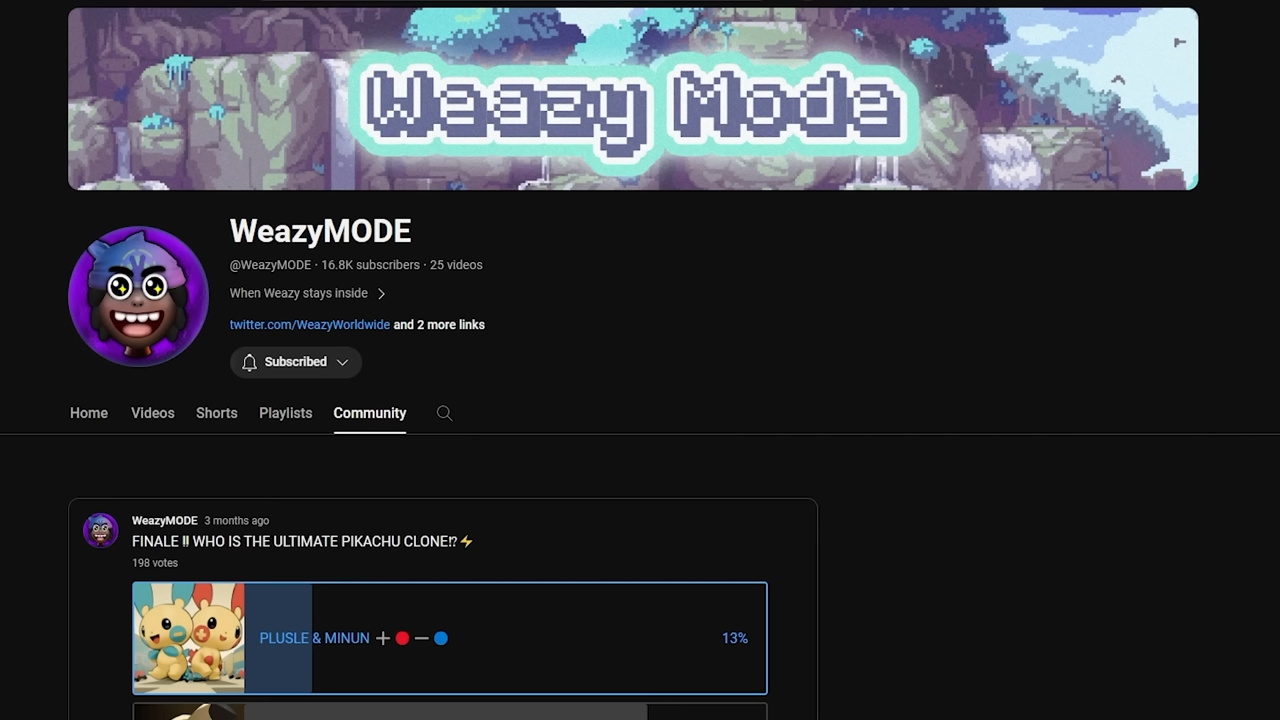 Weazy Mode
WeazyMODE
@WeazyMODE · 16.8K subscribers · 25 videos
When Weazy stays inside
twitter.com/WeazyWorldwide and 2 more links
Subscribed
Home Videos Shorts Playlists Community
WeazyMODE 3 months ago
FINALE ‼ WHO IS THE ULTIMATE PIKACHU CLONE⁉⚡
198 votes
PLUSLE & MINUN ➕🔴➖🔵 13%